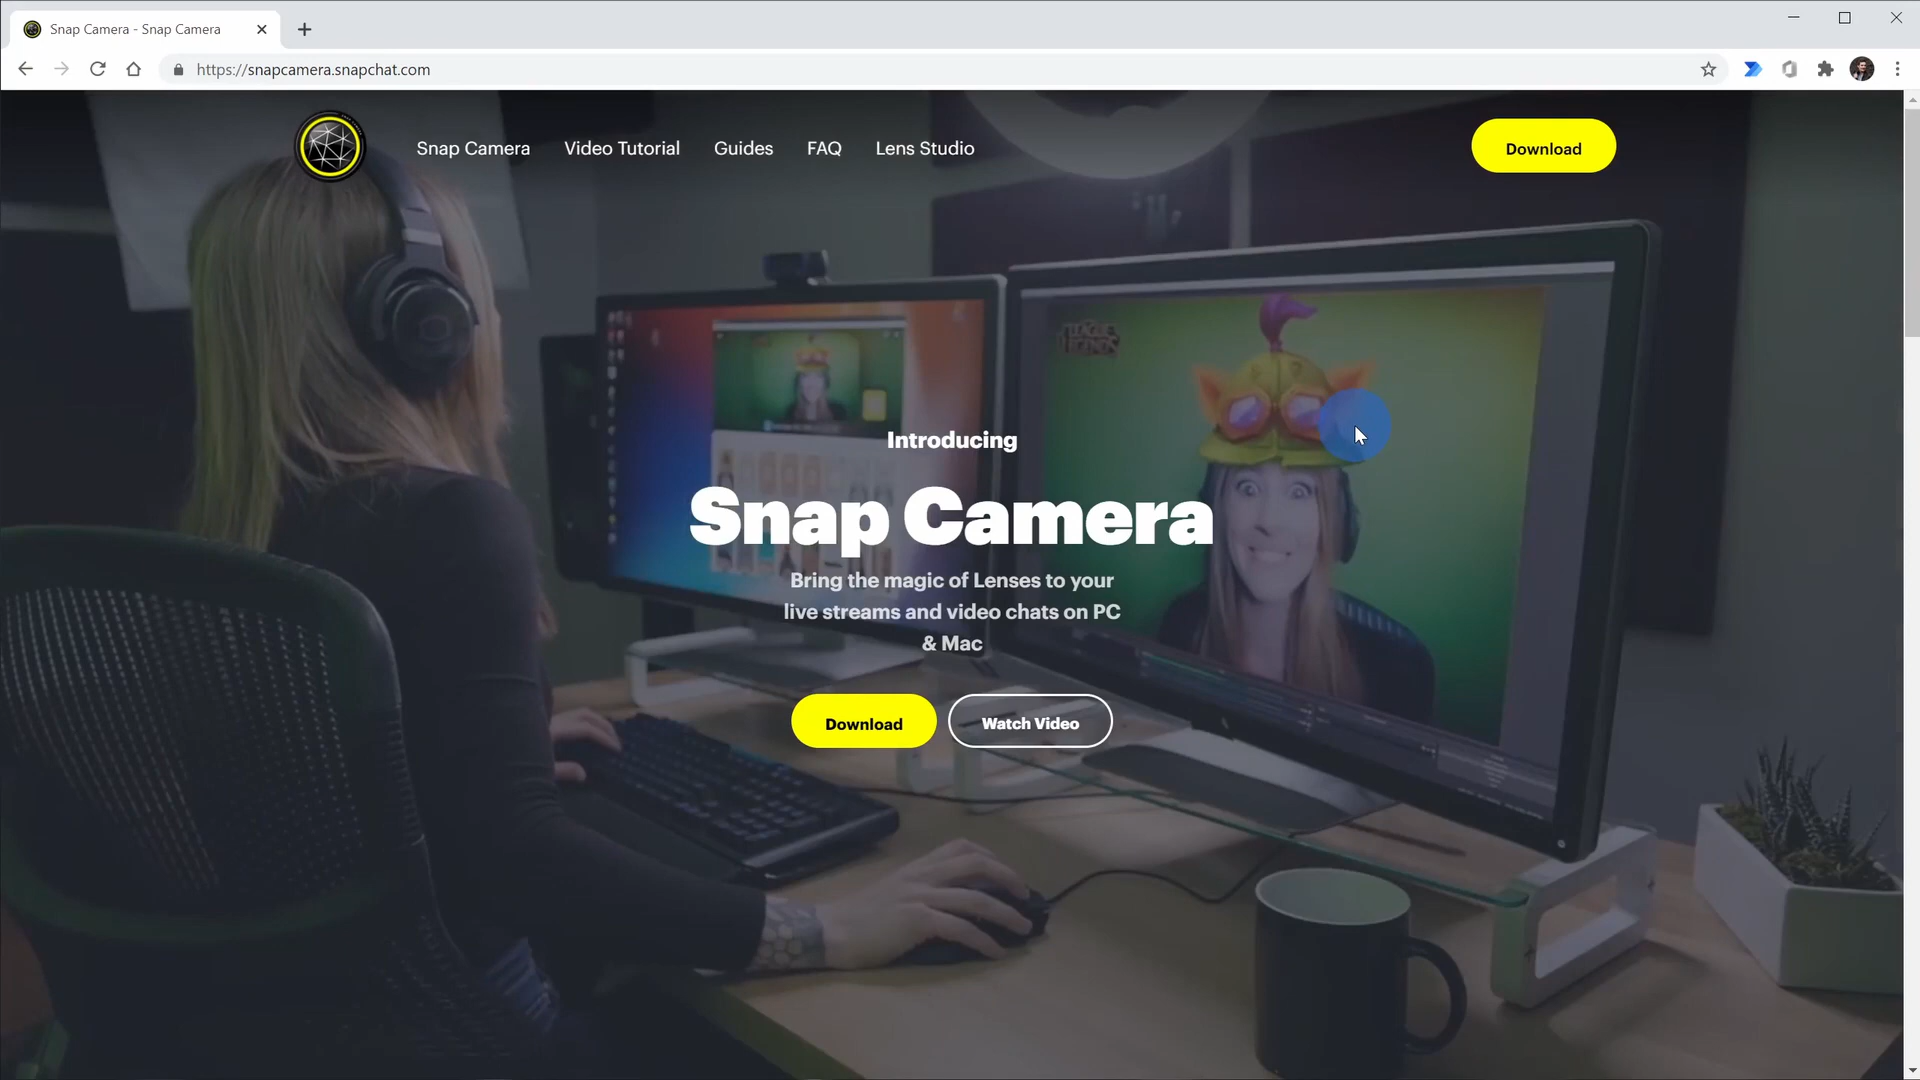 Snap Camera - Snap Camera
https://snapcamera.snapchat.com
Snap Camera
Video Tutorial
Guides
FAQ
Lens Studio
Download
LEAGUE
LEGENDS
Introducing
Snap Camera
Bring the magic of Lenses to your
live streams and video chats on PC
& Mac
Download
Watch Video